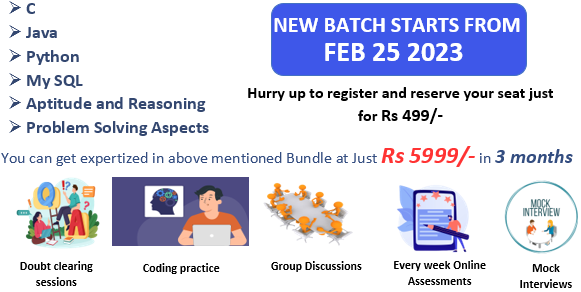 C
Java
Python
My SQL
Aptitude and Reasoning
Problem Solving Aspects
NEW BATCH STARTS FROM
FEB 25 2023
Hurry up to register and reserve your seat just
for Rs 499/-
You can get expertized in above mentioned Bundle at Just Rs 5999/- in 3 months
Q A
Doubt clearing
sessions
Coding practice
Group Discussions
Every week Online
Assessments
MOCK
INTERVIEW
Mock
Interviews